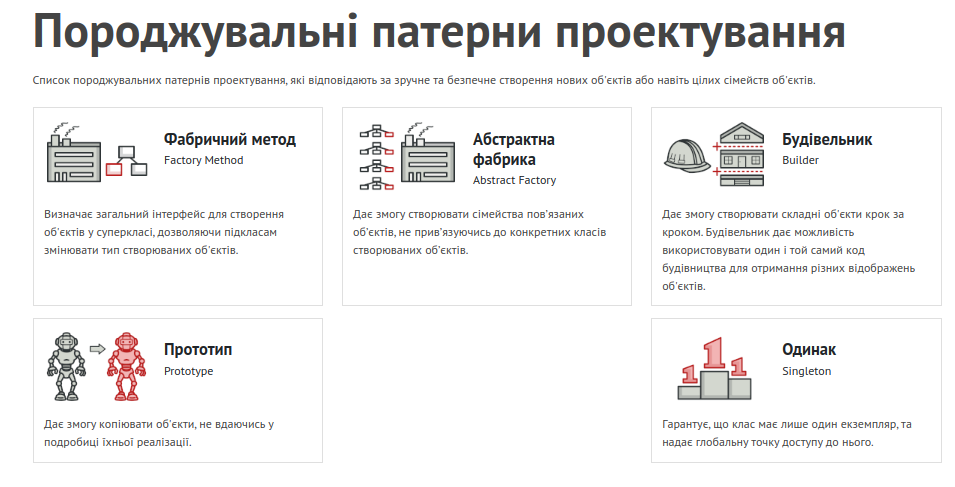 Породжувальні патерни проектування
Список породжувальних патернів проектування, які відповідають за зручне та безпечне створення нових об'єктів або навіть цілих сімейств об'єктів.
Фабричний метод
Factory Method
Визначає загальний інтерфейс для створення
об'єктів у суперкласі, дозволяючи підкласам
змінювати тип створюваних об'єктів.
Абстрактна
фабрика
Abstract Factory
Дає змогу створювати сімейства пов'язаних
об'єктів, не прив'язуючись до конкретних класів
створюваних об'єктів.
Будівельник
Builder
Дає змогу створювати складні об'єкти крок за
кроком. Будівельник дає можливість
використовувати один і той самий код
будівництва для отримання різних відображень
об'єктів.
Прототип
Prototype
Дає змогу копіювати об'єкти, не вдаючись у
подробиці їхньої реалізації.
1
1
1
Одинак
Singleton
Гарантує, що клас має лише один екземпляр, та
надає глобальну точку доступу до нього.